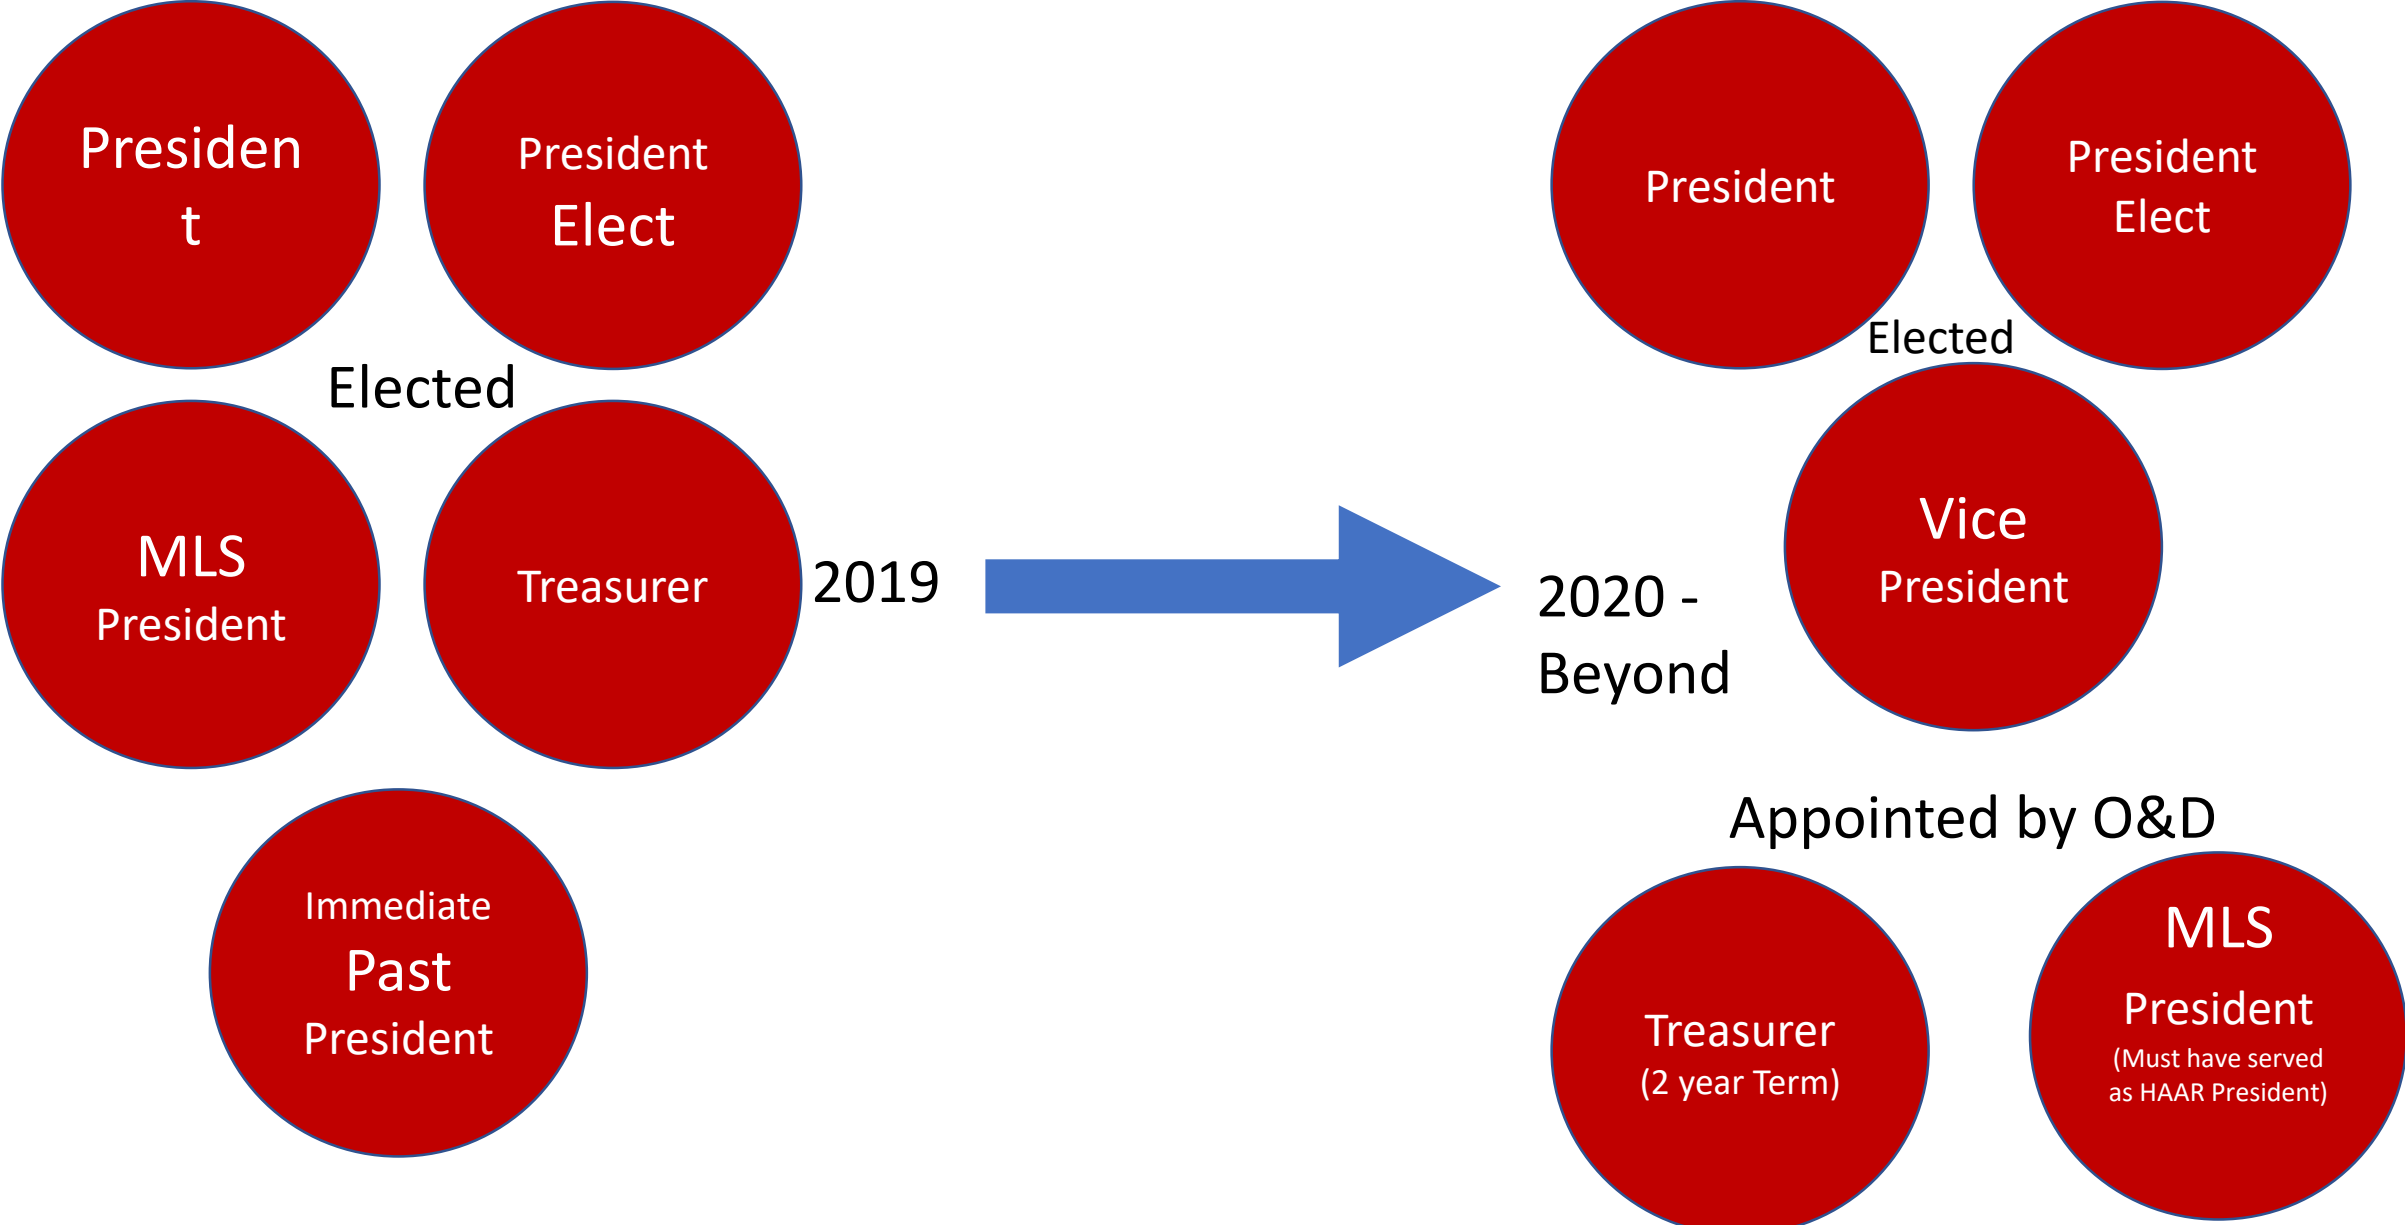 Presiden
t
President
Elect
Elected
MLS
President
Treasurer
Immediate
Past
President
2019
2020 -
Beyond
President
President
Elect
Elected
Vice
President
Appointed by O&D
Treasurer
(2 year Term)
MLS
President
(Must have served
as HAAR President)